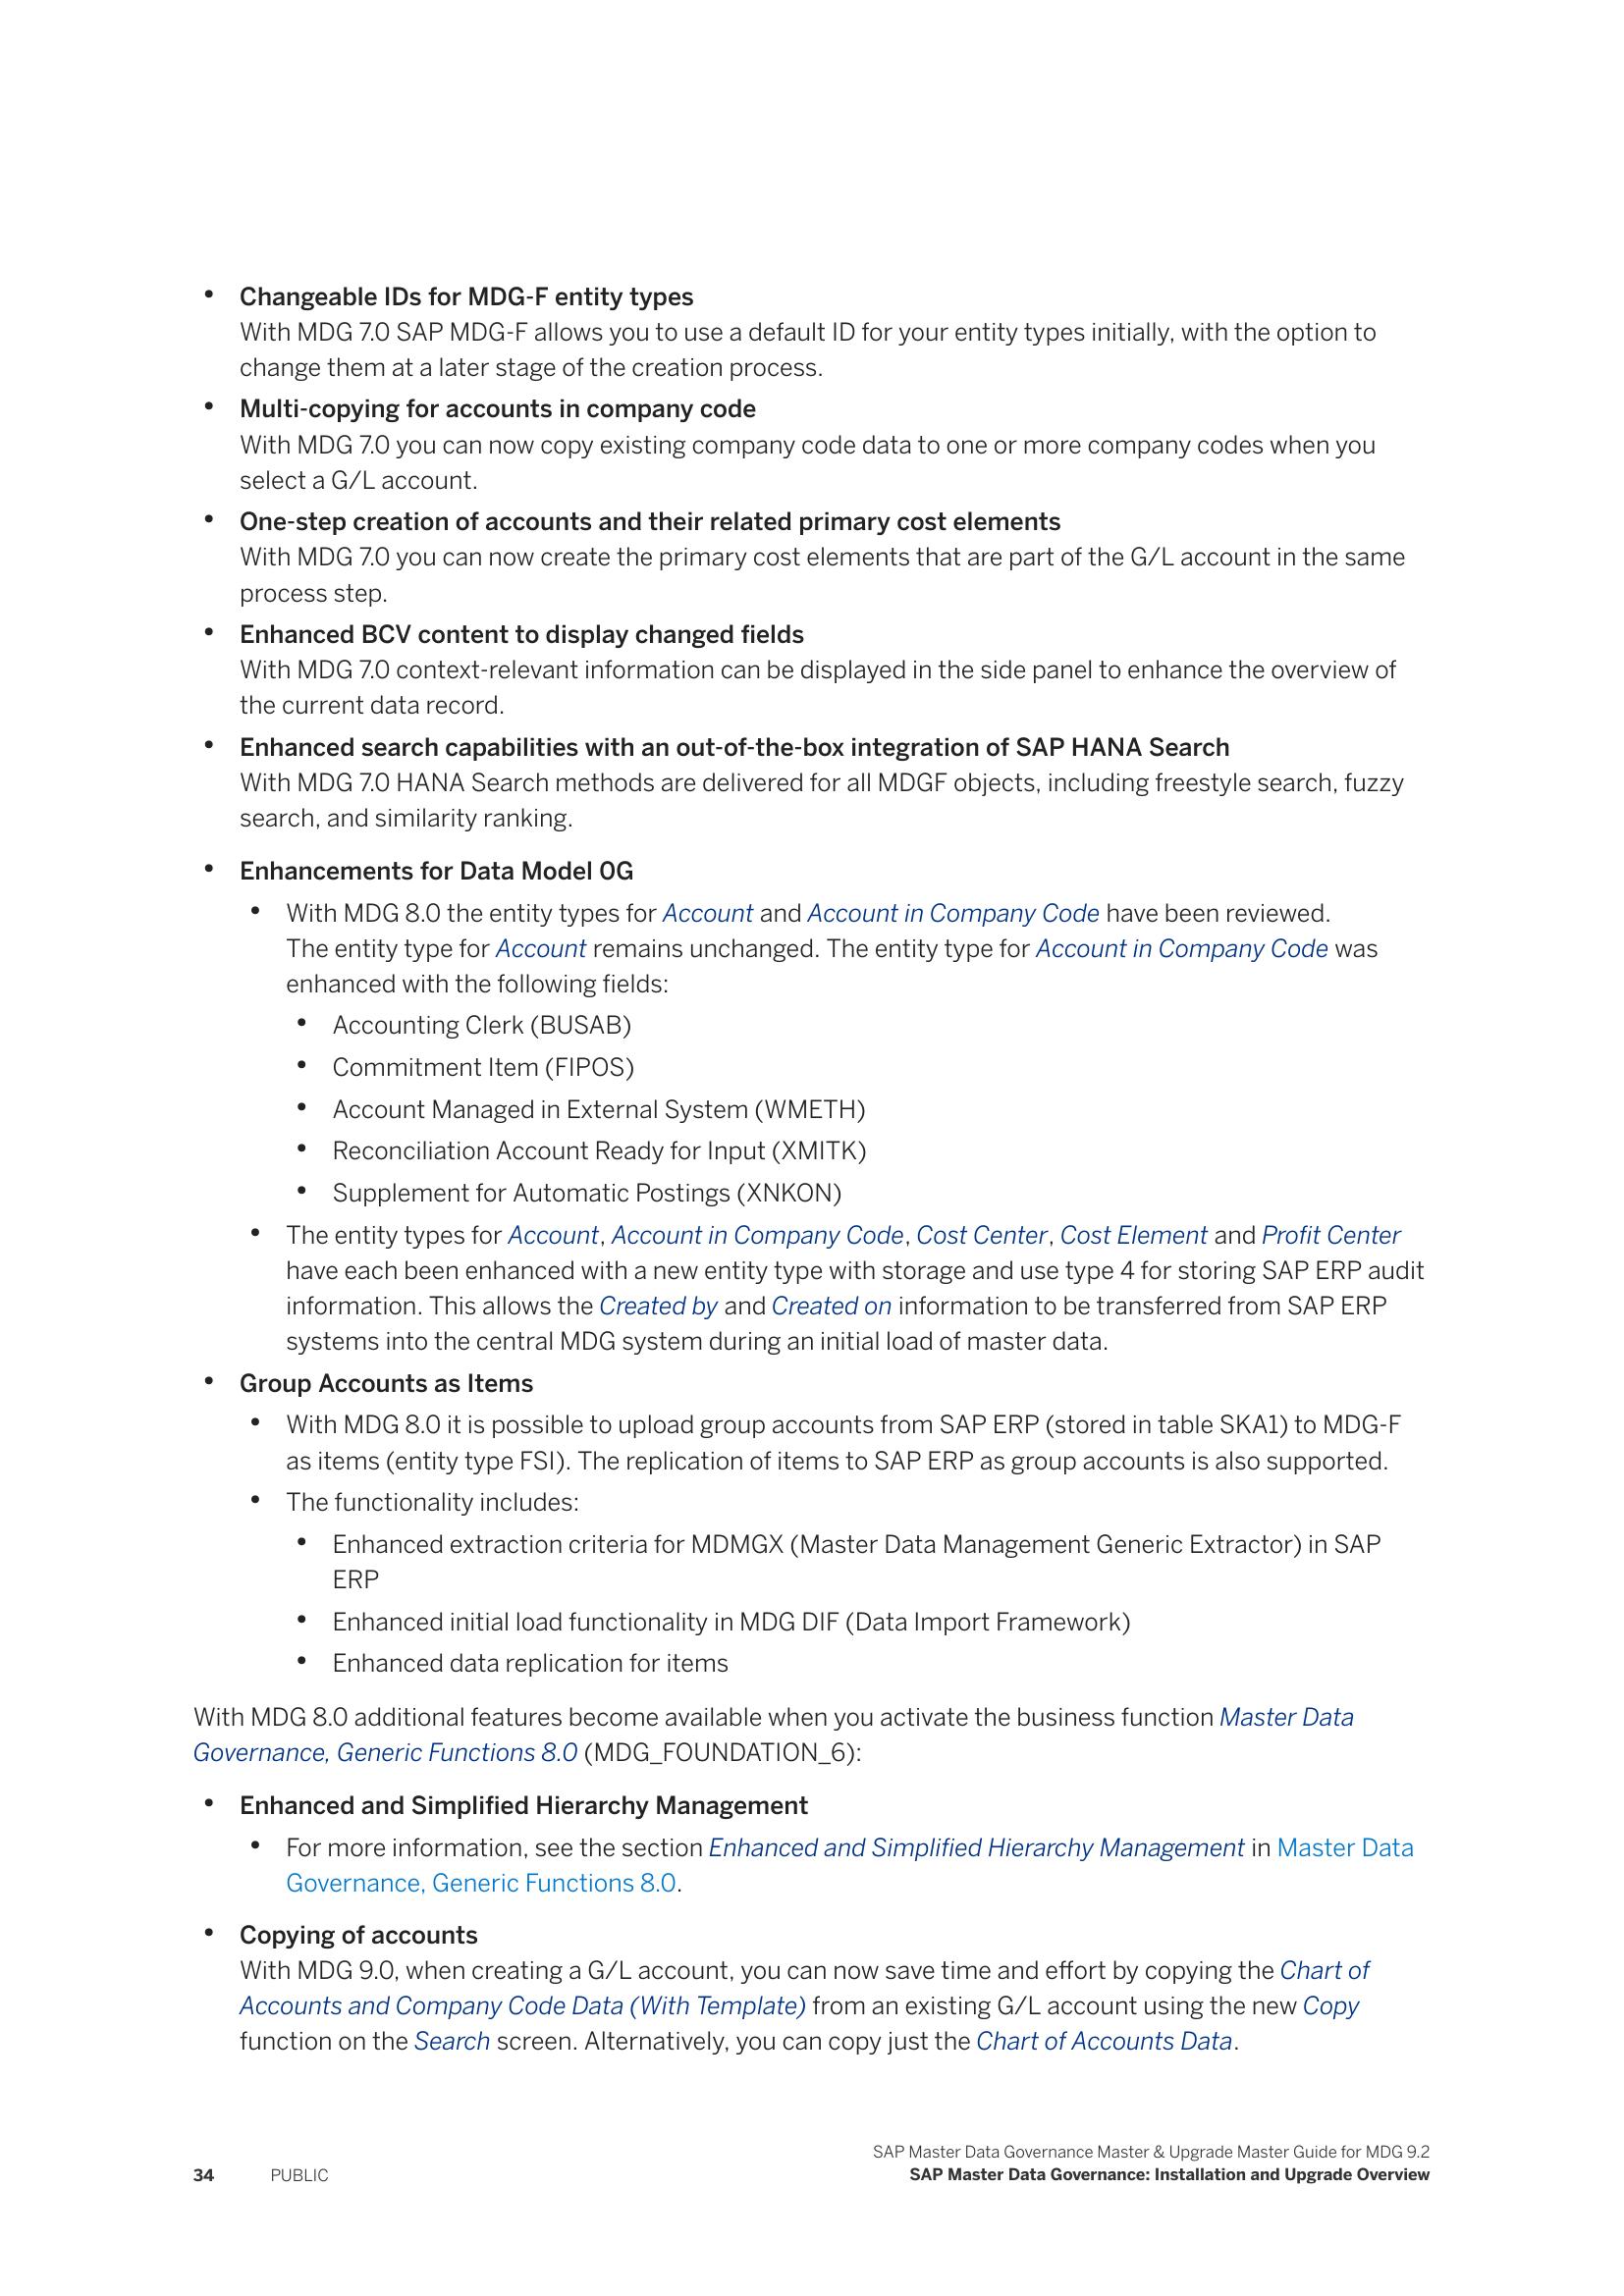 • Changeable IDs for MDG-F entity types
With MDG 7.0 SAP MDG-F allows you to use a default ID for your entity types initially, with the option to
change them at a later stage of the creation process.
• Multi-copying for accounts in company code
With MDG 7.0 you can now copy existing company code data to one or more company codes when you
select a G/L account.
• One-step creation of accounts and their related primary cost elements
With MDG 7.0 you can now create the primary cost elements that are part of the G/L account in the same
process step.
• Enhanced BCV content to display changed fields
With MDG 7.0 context-relevant information can be displayed in the side panel to enhance the overview of
the current data record.
• Enhanced search capabilities with an out-of-the-box integration of SAP HANA Search
With MDG 7.0 HANA Search methods are delivered for all MDGF objects, including freestyle search, fuzzy
search, and similarity ranking.
• Enhancements for Data Model 0G
• With MDG 8.0 the entity types for Account and Account in Company Code have been reviewed.
The entity type for Account remains unchanged. The entity type for Account in Company Code was
enhanced with the following fields:
• Accounting Clerk (BUSAB)
• Commitment Item (FIPOS)
• Account Managed in External System (WMETH)
• Reconciliation Account Ready for Input (XMITK)
• Supplement for Automatic Postings (XNKON)
• The entity types for Account, Account in Company Code, Cost Center, Cost Element and Profit Center
have each been enhanced with a new entity type with storage and use type 4 for storing SAP ERP audit
information. This allows the Created by and Created on information to be transferred from SAP ERP
systems into the central MDG system during an initial load of master data.
• Group Accounts as Items
• With MDG 8.0 it is possible to upload group accounts from SAP ERP (stored in table SKA1) to MDG-F
as items (entity type FSI). The replication of items to SAP ERP as group accounts is also supported.
• The functionality includes:
• Enhanced extraction criteria for MDMGX (Master Data Management Generic Extractor) in SAP
ERP
• Enhanced initial load functionality in MDG DIF (Data Import Framework)
• Enhanced data replication for items
With MDG 8.0 additional features become available when you activate the business function Master Data
Governance, Generic Functions 8.0 (MDG_FOUNDATION_6):
• Enhanced and Simplified Hierarchy Management
• For more information, see the section Enhanced and Simplified Hierarchy Management in Master Data
Governance, Generic Functions 8.0.
• Copying of accounts
With MDG 9.0, when creating a G/L account, you can now save time and effort by copying the Chart of
Accounts and Company Code Data (With Template) from an existing G/L account using the new Copy
function on the Search screen. Alternatively, you can copy just the Chart of Accounts Data.
SAP Master Data Governance Master & Upgrade Master Guide for MDG 9.2
34 PUBLIC SAP Master Data Governance: Installation and Upgrade Overview